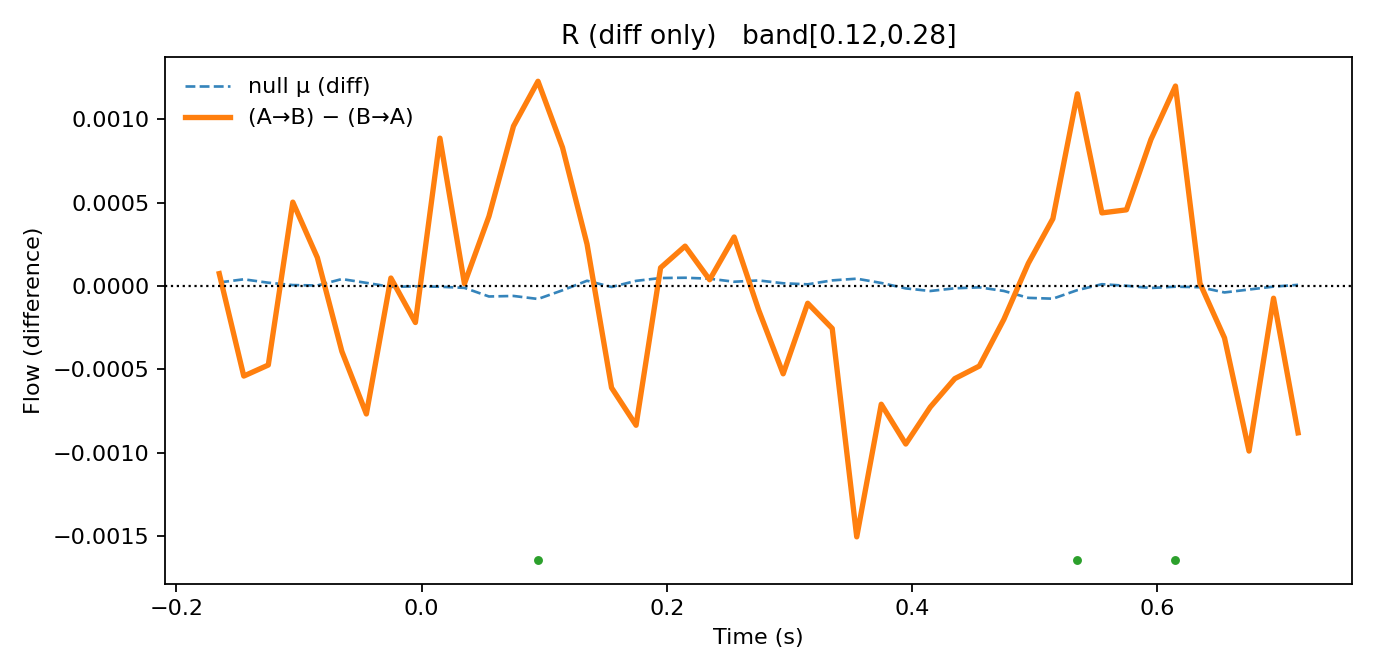 R (diff only)   band[0.12,0.28]
null μ (diff)
(A→B) − (B→A)
0.0010
0.0005
0.0000
−0.0005
−0.0010
−0.0015
Flow (difference)
−0.2
0.0
0.2
0.4
0.6
Time (s)